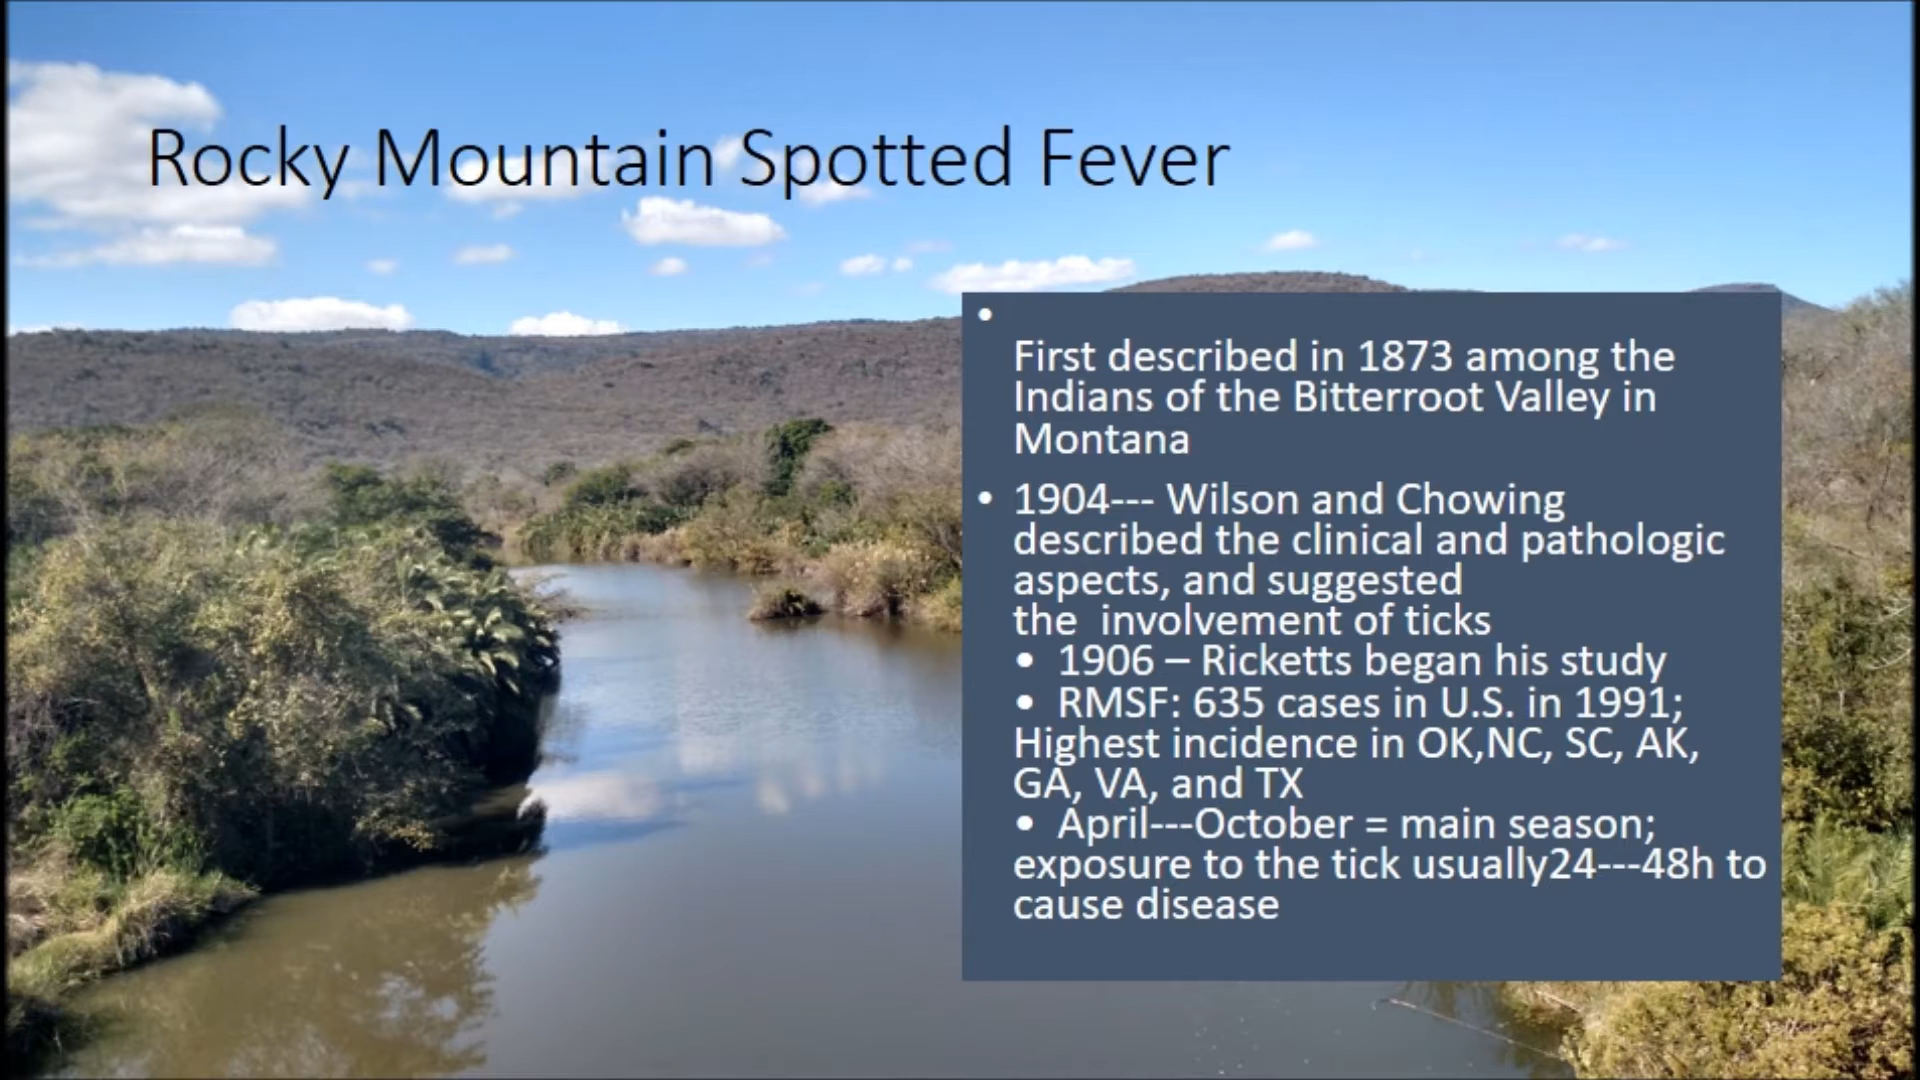 Rocky Mountain Spotted Fever
•
First described in 1873 among the
Indians of the Bitterroot Valley in
Montana
• 1904--- Wilson and Chowing
described the clinical and pathologic
aspects, and suggested
the  involvement of ticks
• 1906 – Ricketts began his study
• RMSF: 635 cases in U.S. in 1991;
Highest incidence in OK,NC, SC, AK,
GA, VA, and TX
• April---October = main season;
exposure to the tick usually24---48h to
cause disease